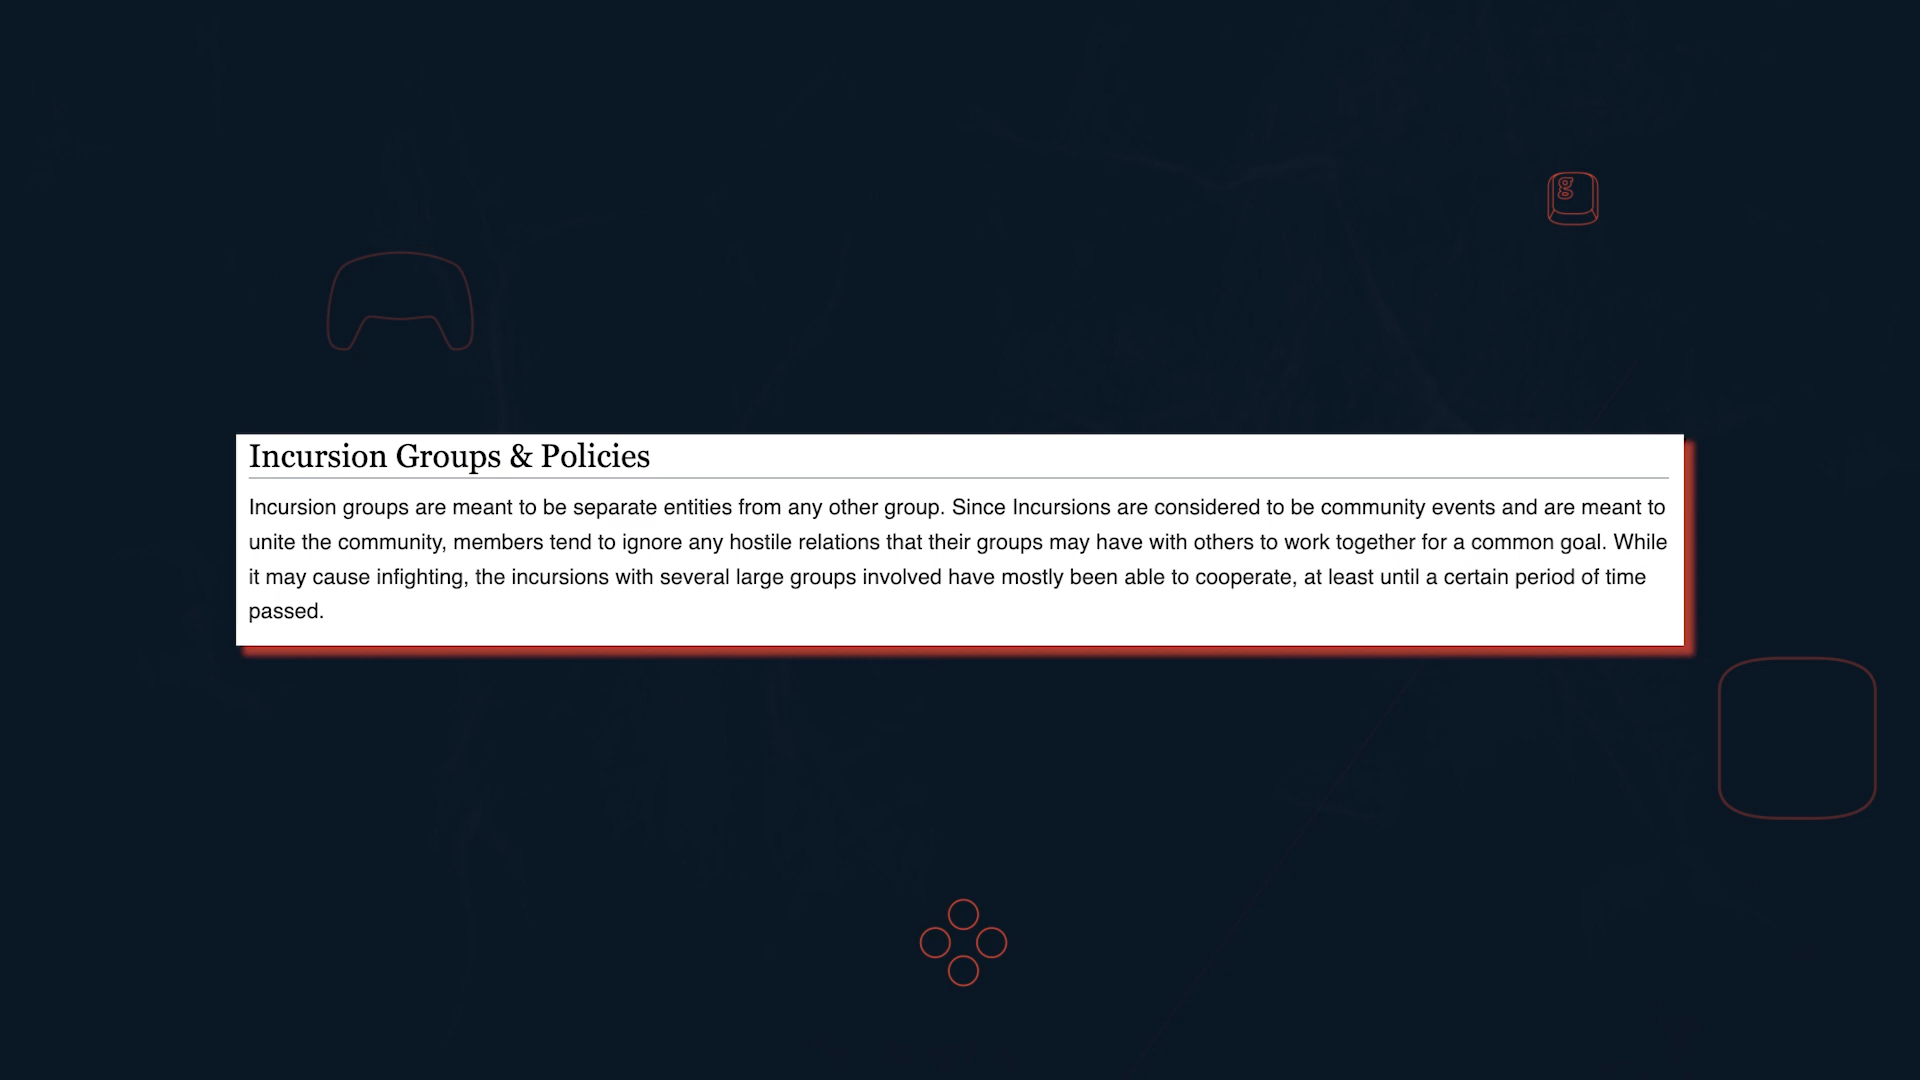 g
Incursion Groups & Policies
Incursion groups are meant to be separate entities from any other group. Since Incursions are considered to be community events and are meant to
unite the community, members tend to ignore any hostile relations that their groups may have with others to work together for a common goal. While
it may cause infighting, the incursions with several large groups involved have mostly been able to cooperate, at least until a certain period of time
passed.